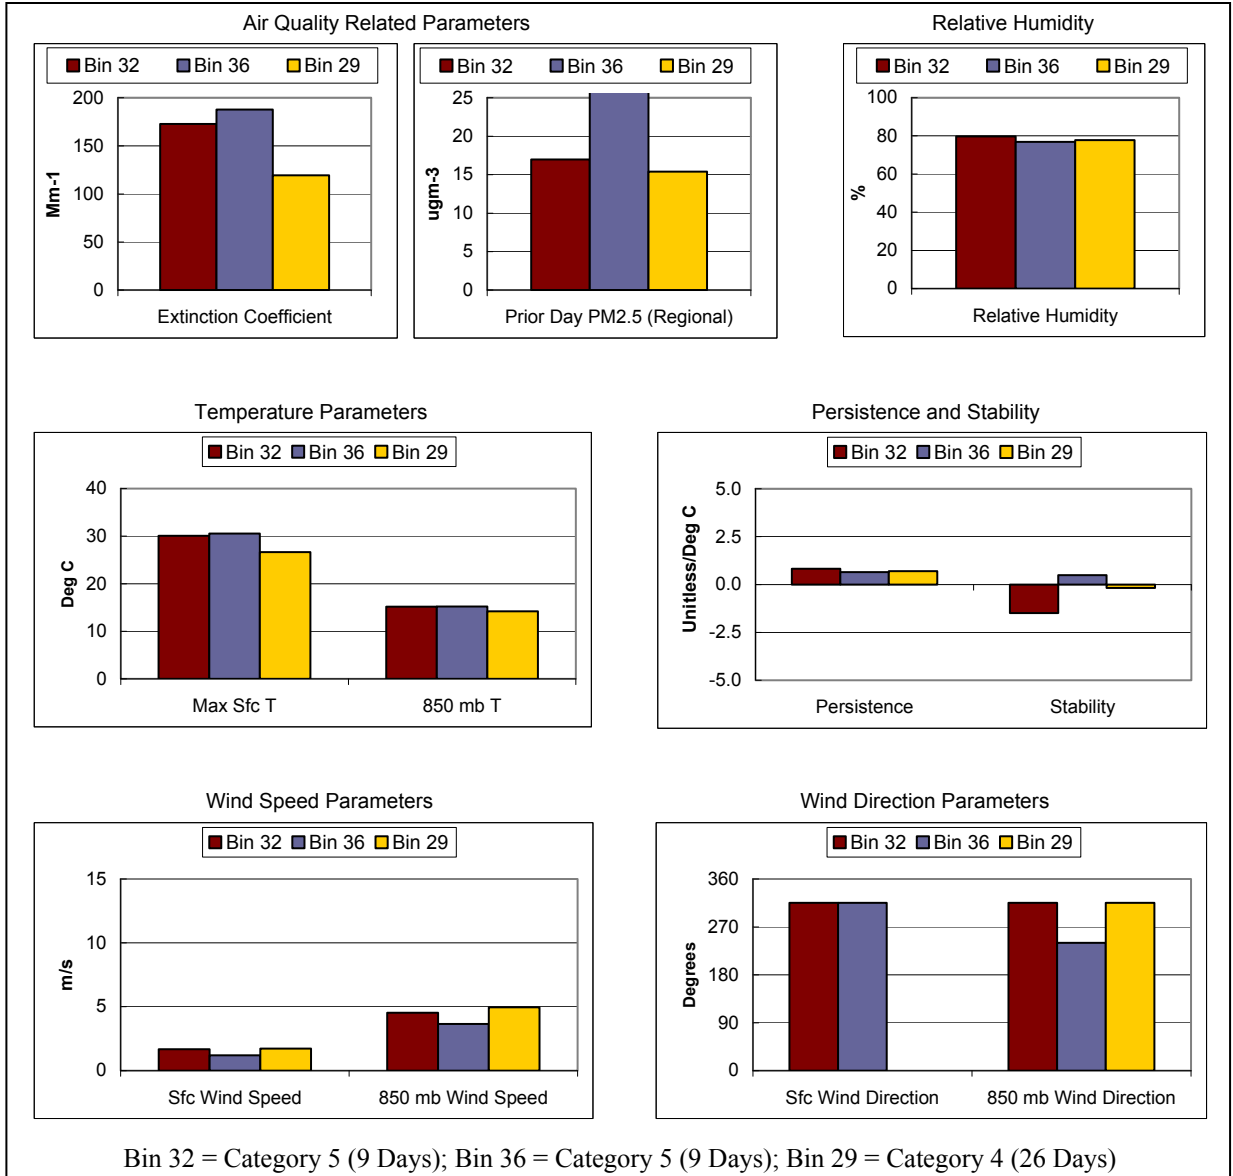 Air Quality Related Parameters
Relative Humidity
Bin 32 Bin 36 Bin 29
200
150
100
50
0
Mm-1
Extinction Coefficient
Bin 32 Bin 36 Bin 29
25
20
15
10
5
0
ugm-3
Prior Day PM2.5 (Regional)
Bin 32 Bin 36 Bin 29
100
80
60
40
20
0
%
Relative Humidity
Temperature Parameters
Bin 32 Bin 36 Bin 29
40
30
20
10
0
Deg C
Max Sfc T 850 mb T
Persistence and Stability
Bin 32 Bin 36 Bin 29
5.0
2.5
0.0
-2.5
-5.0
Unitless/Deg C
Persistence Stability
Wind Speed Parameters
Bin 32 Bin 36 Bin 29
15
10
5
0
m/s
Sfc Wind Speed 850 mb Wind Speed
Wind Direction Parameters
Bin 32 Bin 36 Bin 29
360
270
180
90
0
Degrees
Sfc Wind Direction 850 mb Wind Direction
Bin 32 = Category 5 (9 Days); Bin 36 = Category 5 (9 Days); Bin 29 = Category 4 (26 Days)